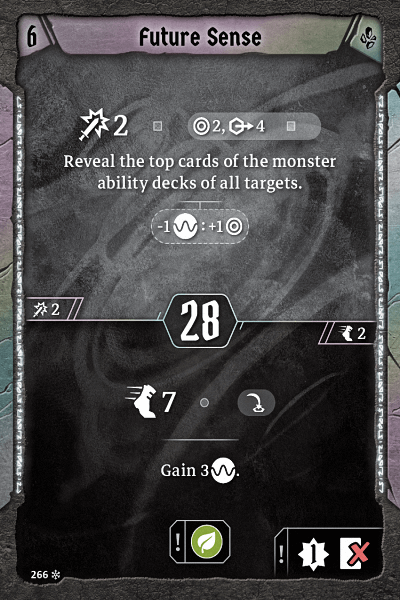 6
Future Sense
2
2, 4
Reveal the top cards of the monster
ability decks of all targets.
-1 : +1
2
28
2
7
Gain 3 .
! ! 1
266